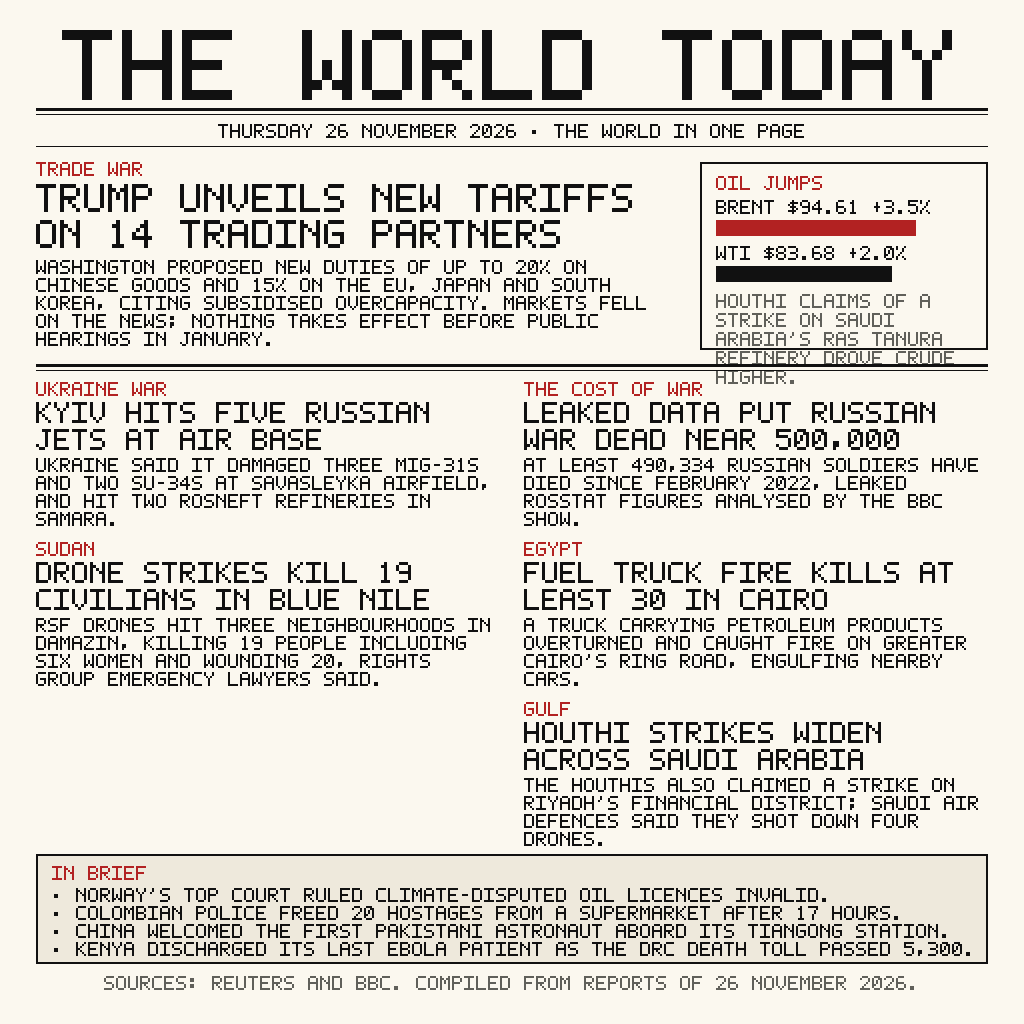 THE WORLD TODAY
THURSDAY 26 NOVEMBER 2026 · THE WORLD IN ONE PAGE
TRADE WAR
TRUMP UNVEILS NEW TARIFFS
ON 14 TRADING PARTNERS
WASHINGTON PROPOSED NEW DUTIES OF UP TO 20% ON
CHINESE GOODS AND 15% ON THE EU, JAPAN AND SOUTH
KOREA, CITING SUBSIDISED OVERCAPACITY. MARKETS FELL
ON THE NEWS; NOTHING TAKES EFFECT BEFORE PUBLIC
HEARINGS IN JANUARY.
OIL JUMPS
BRENT $94.61 +3.5%
WTI $83.68 +2.0%
HOUTHI CLAIMS OF A
STRIKE ON SAUDI
ARABIA'S RAS TANURA
REFINERY DROVE CRUDE
HIGHER.
UKRAINE WAR
KYIV HITS FIVE RUSSIAN
JETS AT AIR BASE
UKRAINE SAID IT DAMAGED THREE MIG-31S
AND TWO SU-34S AT SAVASLEYKA AIRFIELD,
AND HIT TWO ROSNEFT REFINERIES IN
SAMARA.
SUDAN
DRONE STRIKES KILL 19
CIVILIANS IN BLUE NILE
RSF DRONES HIT THREE NEIGHBOURHOODS IN
DAMAZIN, KILLING 19 PEOPLE INCLUDING
SIX WOMEN AND WOUNDING 20, RIGHTS
GROUP EMERGENCY LAWYERS SAID.
THE COST OF WAR
LEAKED DATA PUT RUSSIAN
WAR DEAD NEAR 500,000
AT LEAST 490,334 RUSSIAN SOLDIERS HAVE
DIED SINCE FEBRUARY 2022, LEAKED
ROSSTAT FIGURES ANALYSED BY THE BBC
SHOW.
EGYPT
FUEL TRUCK FIRE KILLS AT
LEAST 30 IN CAIRO
A TRUCK CARRYING PETROLEUM PRODUCTS
OVERTURNED AND CAUGHT FIRE ON GREATER
CAIRO'S RING ROAD, ENGULFING NEARBY
CARS.
GULF
HOUTHI STRIKES WIDEN
ACROSS SAUDI ARABIA
THE HOUTHIS ALSO CLAIMED A STRIKE ON
RIYADH'S FINANCIAL DISTRICT; SAUDI AIR
DEFENCES SAID THEY SHOT DOWN FOUR
DRONES.
IN BRIEF
· NORWAY'S TOP COURT RULED CLIMATE-DISPUTED OIL LICENCES INVALID.
· COLOMBIAN POLICE FREED 20 HOSTAGES FROM A SUPERMARKET AFTER 17 HOURS.
· CHINA WELCOMED THE FIRST PAKISTANI ASTRONAUT ABOARD ITS TIANGONG STATION.
· KENYA DISCHARGED ITS LAST EBOLA PATIENT AS THE DRC DEATH TOLL PASSED 5,300.
SOURCES: REUTERS AND BBC. COMPILED FROM REPORTS OF 26 NOVEMBER 2026.